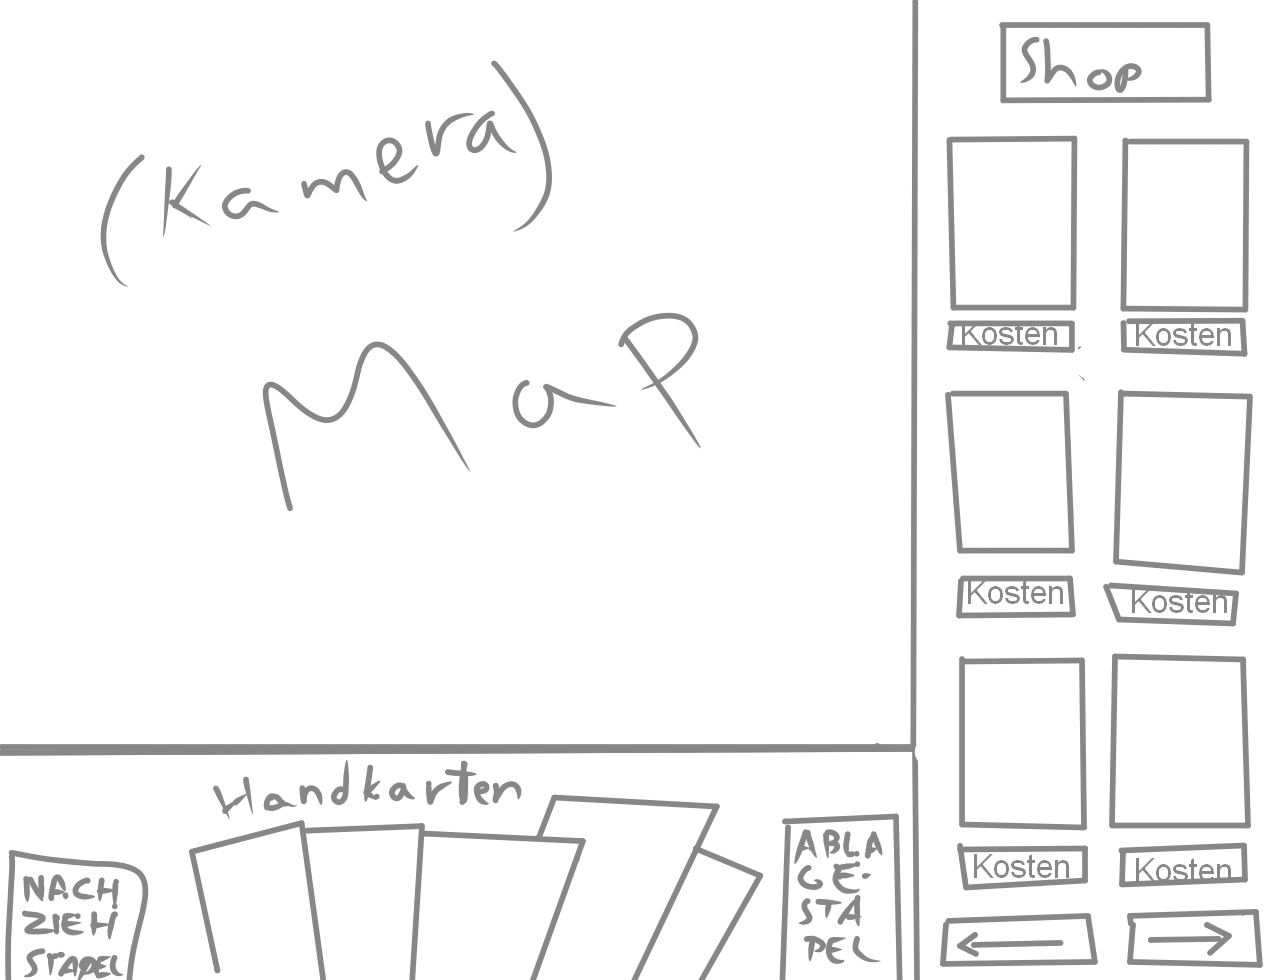 (Kamera)
Map
Shop
Kosten
Kosten
Kosten
Kosten
Kosten
Kosten
Handkarten
NACH
ZIEH
STAPEL
ABLA
GE-
STA
PEL